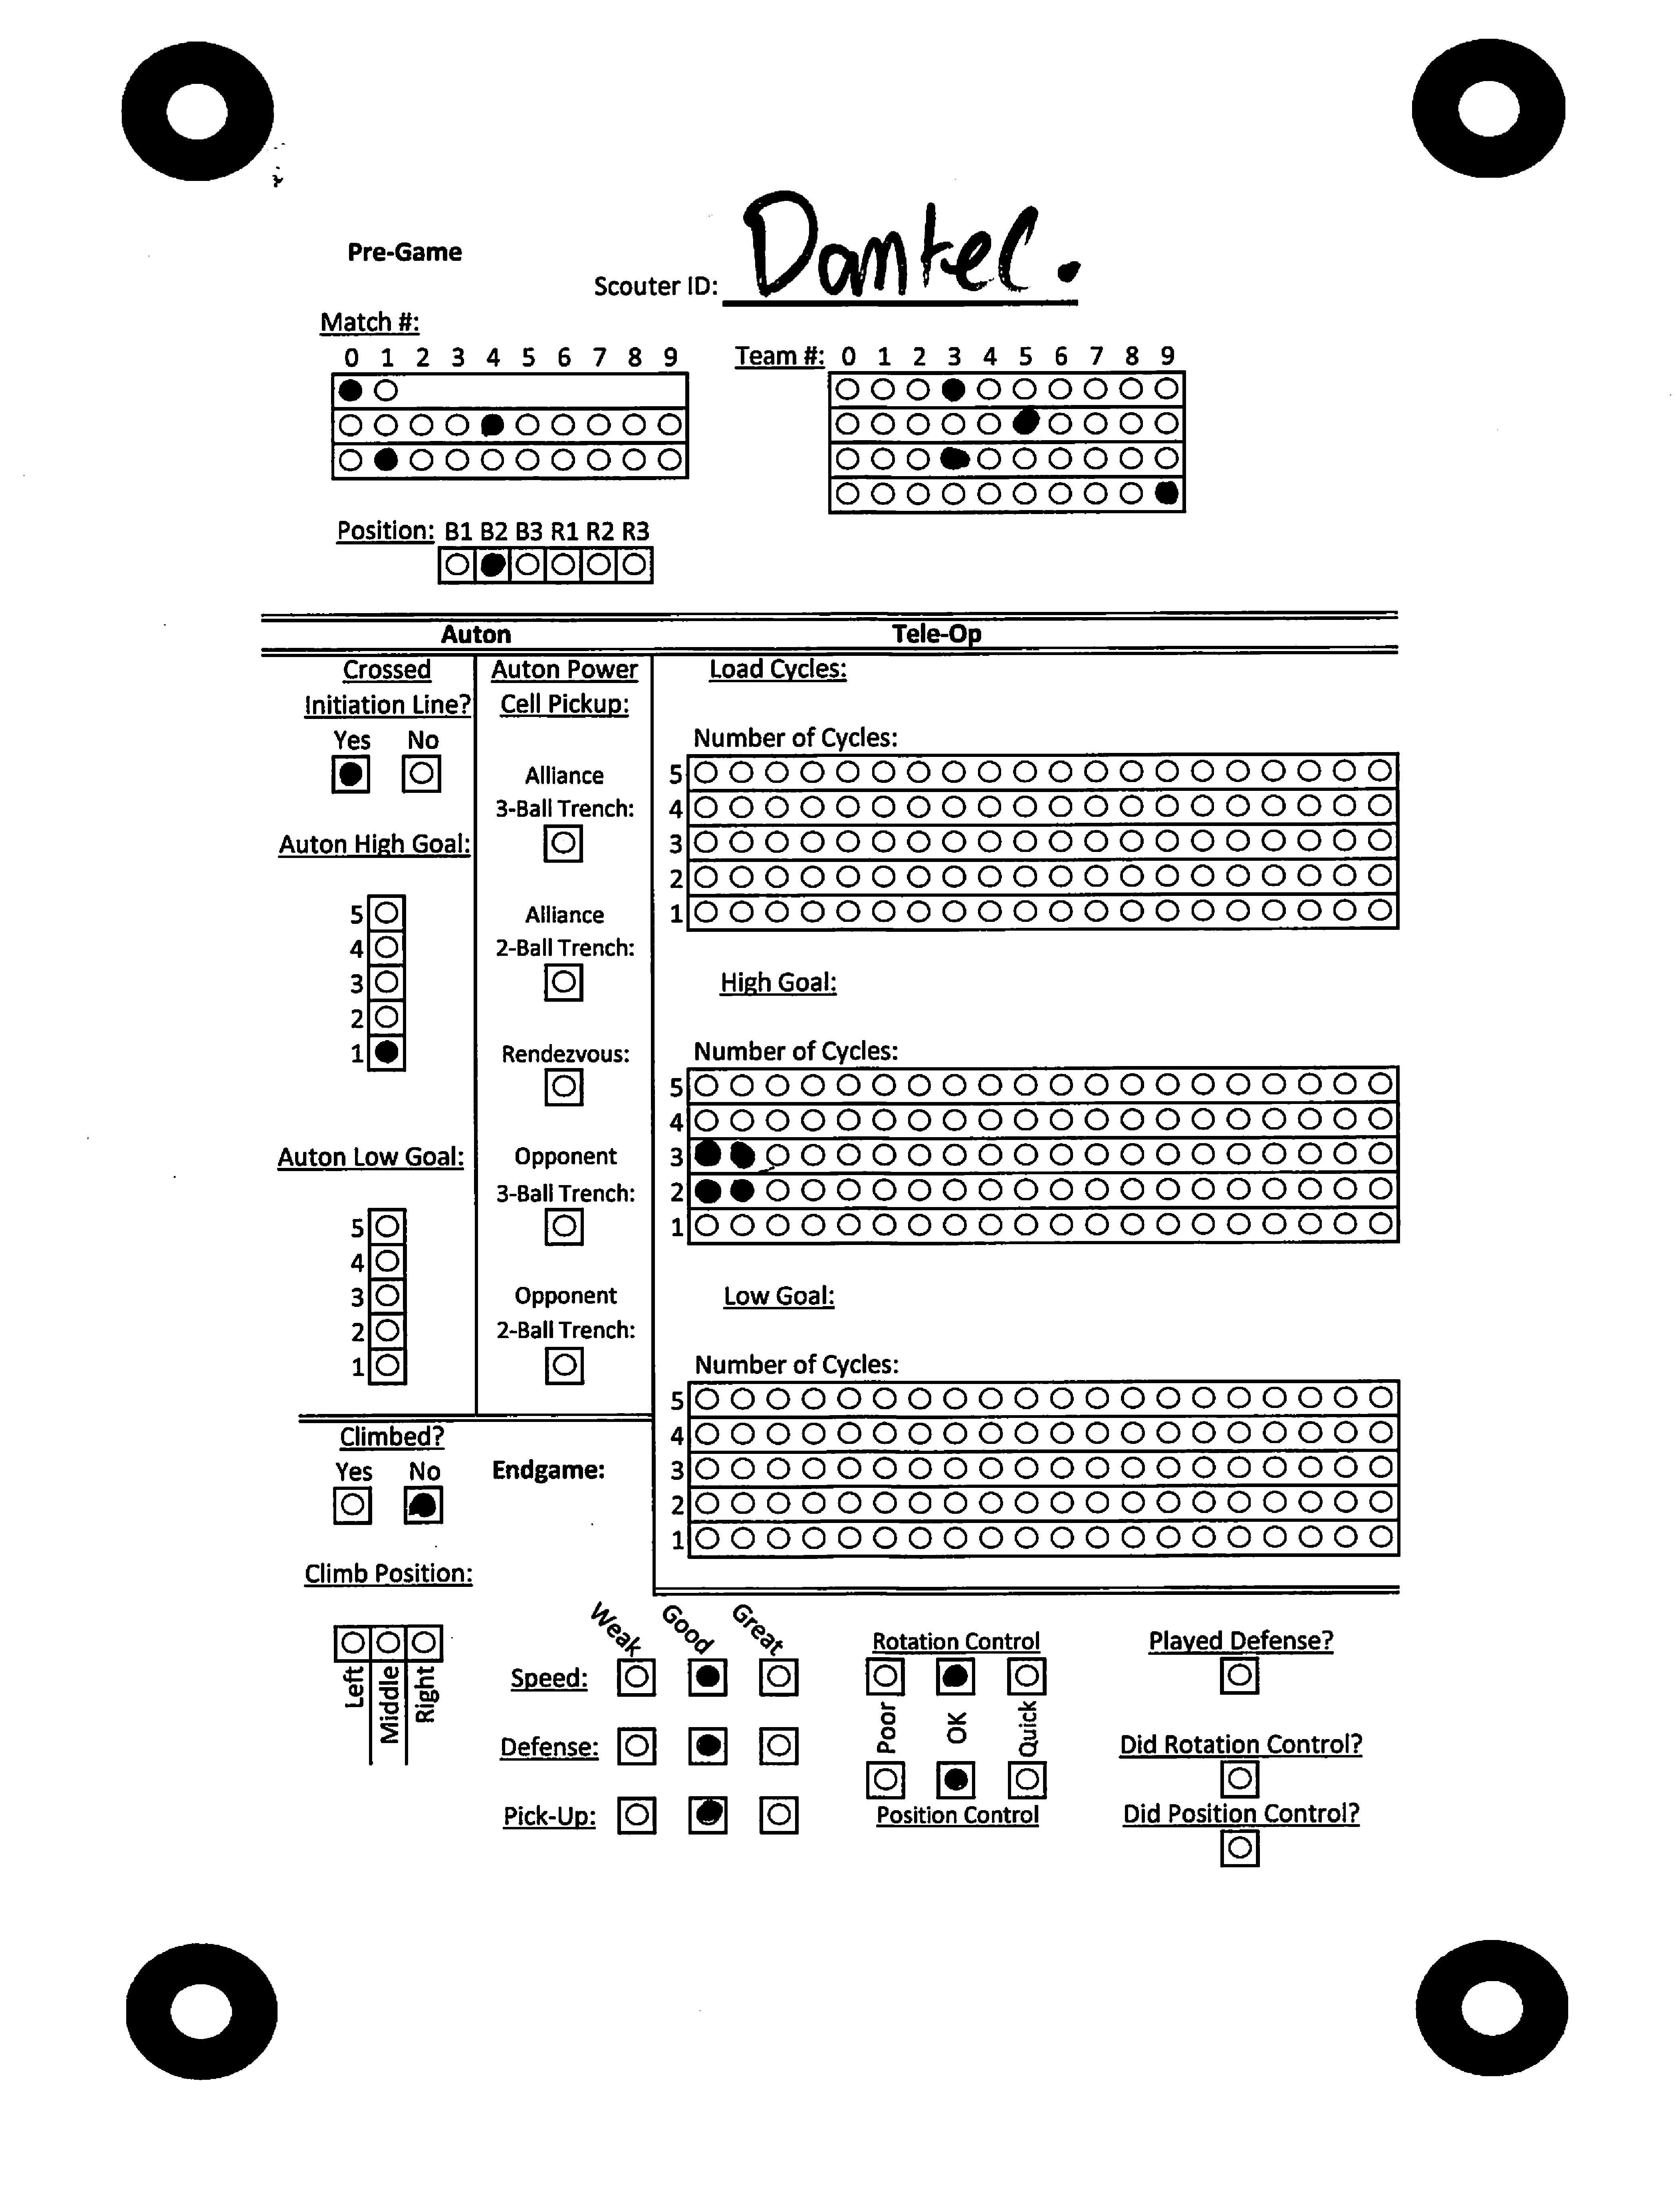 Pre-Game
Scouter ID:
Match #:
0 1 2 3 4 5 6 7 8 9
Team #: 0 1 2 3 4 5 6 7 8 9
Position: B1 B2 B3 R1 R2 R3
Auton
Tele-Op
Crossed
Initiation Line?
Yes No
Auton High Goal:
5
4
3
2
1
Auton Low Goal:
5
4
3
2
1
Auton Power
Cell Pickup:
Alliance
3-Ball Trench:
Alliance
2-Ball Trench:
Rendezvous:
Opponent
3-Ball Trench:
Opponent
2-Ball Trench:
Load Cycles:
Number of Cycles:
5
4
3
2
1
High Goal:
Number of Cycles:
5
4
3
2
1
Low Goal:
Number of Cycles:
5
4
3
2
1
Climbed?
Yes No
Endgame:
Climb Position:
Left
Middle
Right
Weak Good Great
Speed:
Defense:
Pick-Up:
Rotation Control
Poor OK Quick
Position Control
Played Defense?
Did Rotation Control?
Did Position Control?